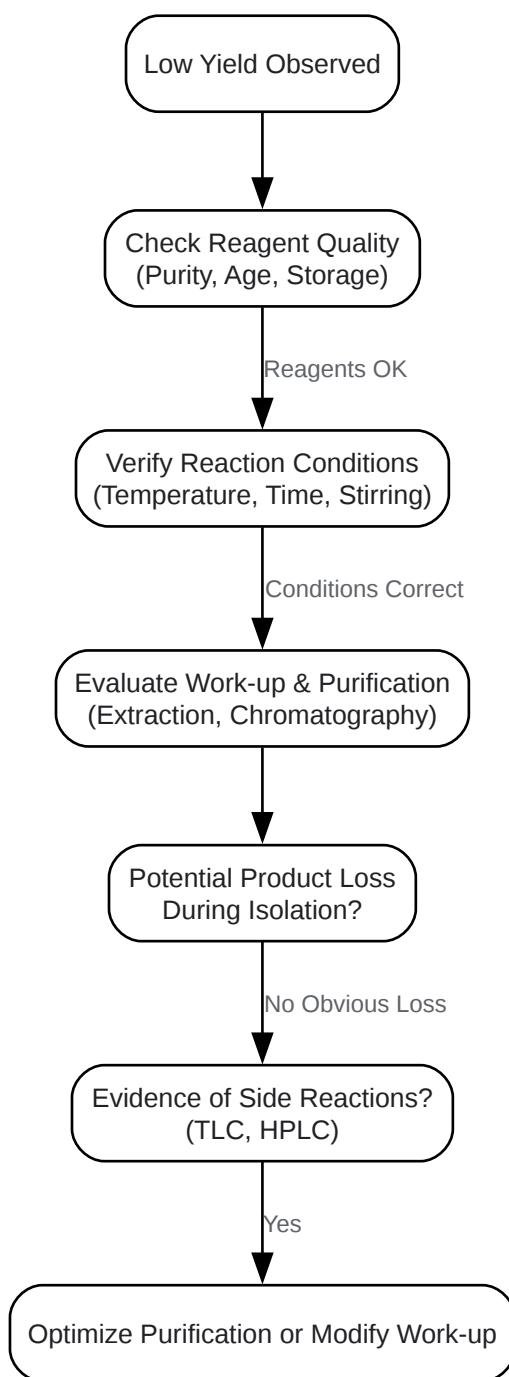 Low Yield Observed
Check Reagent Quality
(Purity, Age, Storage)
Reagents OK
Verify Reaction Conditions
(Temperature, Time, Stirring)
Conditions Correct
Evaluate Work-up & Purification
(Extraction, Chromatography)
Potential Product Loss
During Isolation?
No Obvious Loss
Evidence of Side Reactions?
(TLC, HPLC)
Yes
Optimize Purification or Modify Work-up